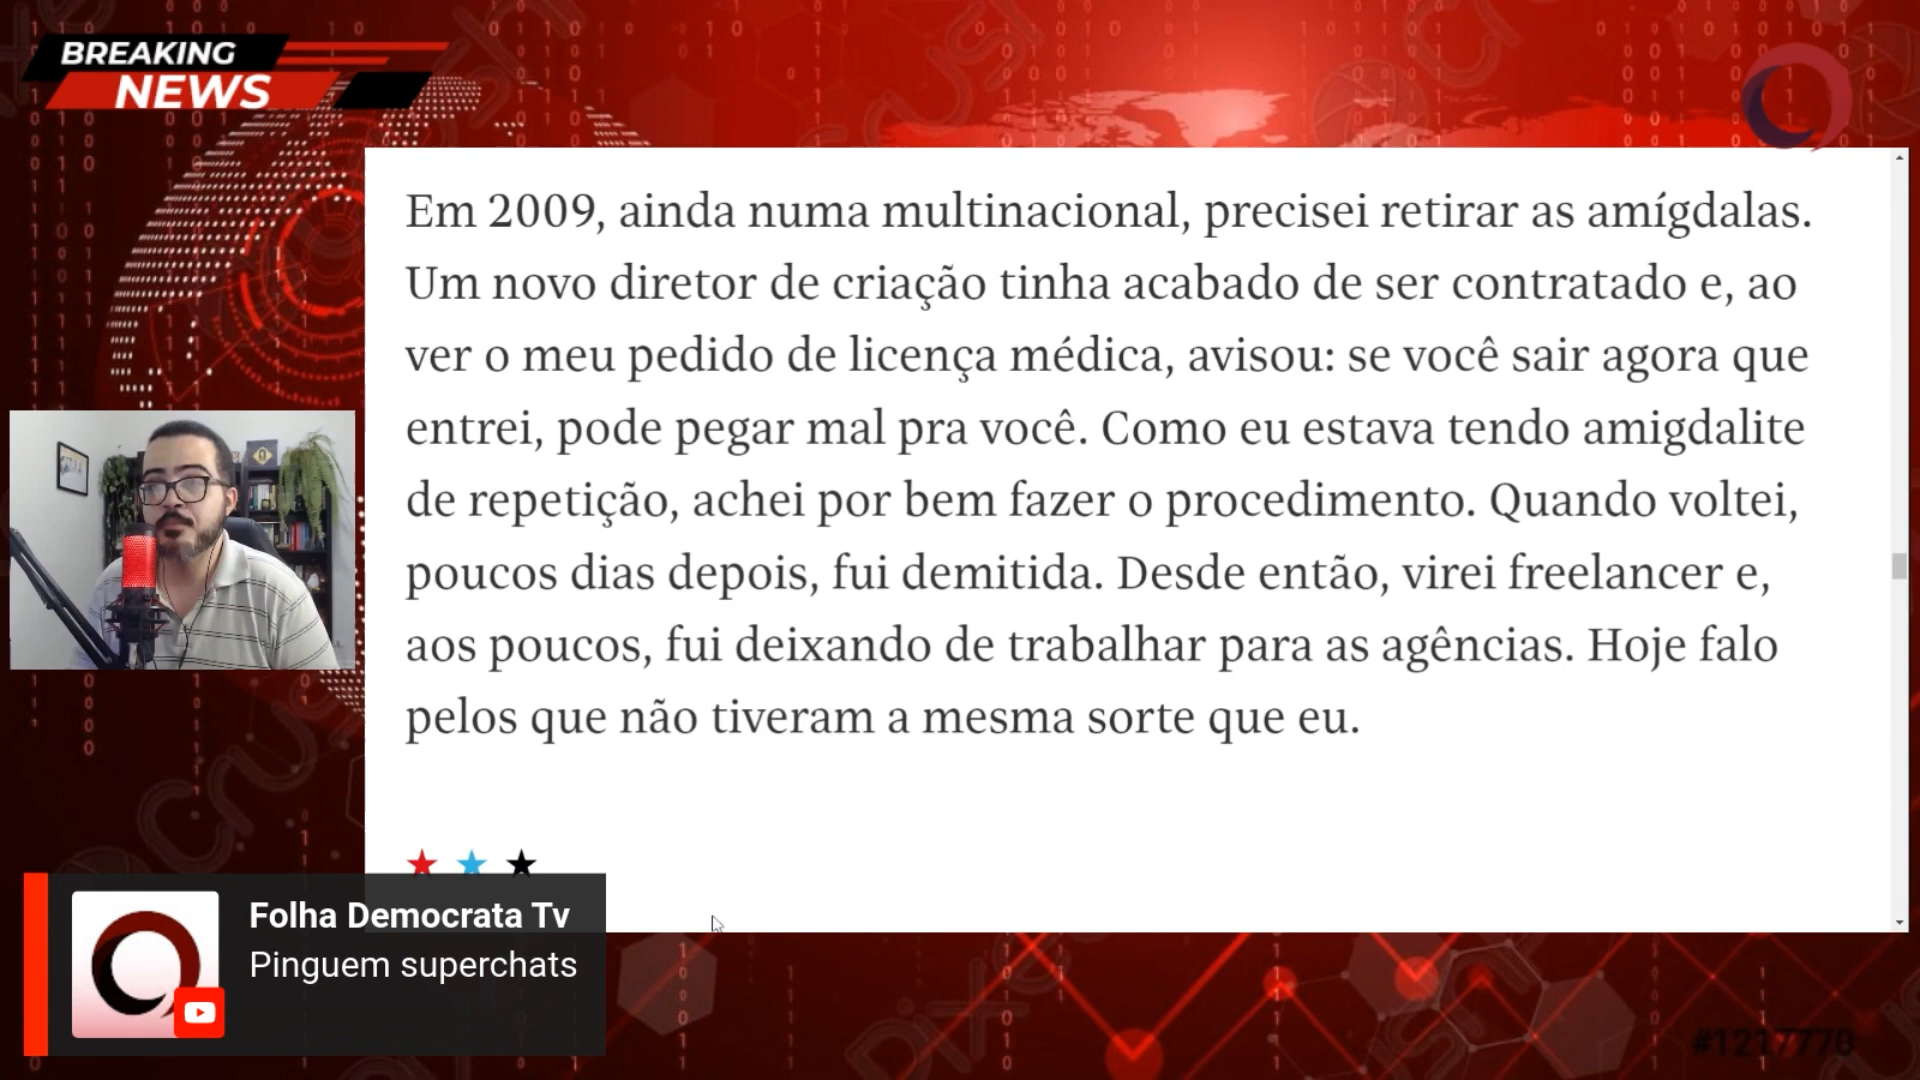 BREAKING
NEWS
Em 2009, ainda numa multinacional, precisei retirar as amígdalas.
Um novo diretor de criação tinha acabado de ser contratado e, ao
ver o meu pedido de licença médica, avisou: se você sair agora que
entrei, pode pegar mal pra você. Como eu estava tendo amigdalite
de repetição, achei por bem fazer o procedimento. Quando voltei,
poucos dias depois, fui demitida. Desde então, virei freelancer e,
aos poucos, fui deixando de trabalhar para as agências. Hoje falo
pelos que não tiveram a mesma sorte que eu.
Folha Democrata Tv
Pinguem superchats
#1217770